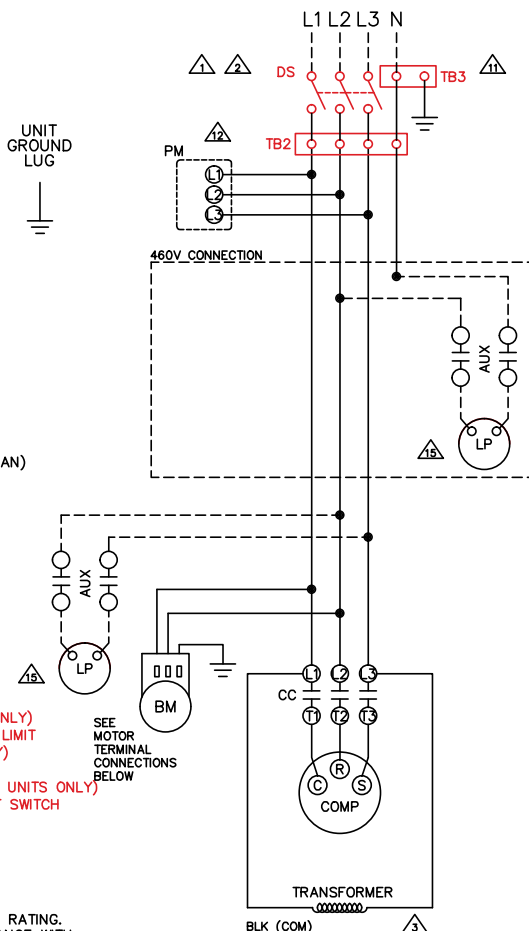 L1 L2 L3 N
1 2 DS TB3 11
UNIT
GROUND
LUG
12
PM
TB2
L1
L2
L3
460V CONNECTION
AUX
LP
15
AN)
AUX
LP
15
BM
SEE
MOTOR
TERMINAL
CONNECTIONS
BELOW
NLY)
LIMIT
Y)
UNITS ONLY)
T SWITCH
L1 L2 L3
CC
T1 T2 T3
R
C S
COMP
TRANSFORMER
RATING.
BLK (COM) 3